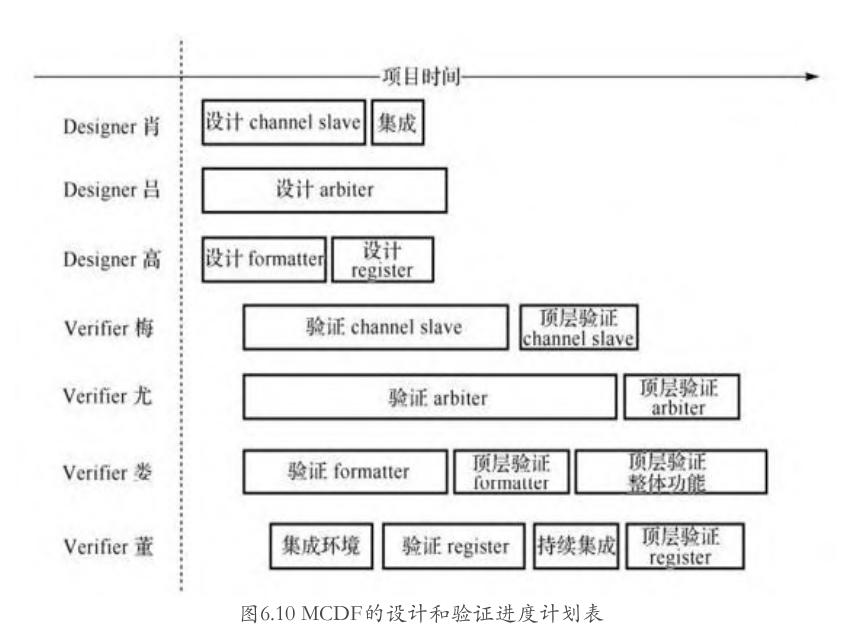 项目时间
Designer 肖
设计 channel slave
集成
Designer 吕
设计 arbiter
Designer 高
设计 formatter
设计
register
Verifier 梅
验证 channel slave
顶层验证
channel slave
Verifier 尤
验证 arbiter
顶层验证
arbiter
Verifier 娄
验证 formatter
顶层验证
formatter
顶层验证
整体功能
Verifier 董
集成环境
验证 register
持续集成
顶层验证
register
图6.10 MCDF的设计和验证进度计划表